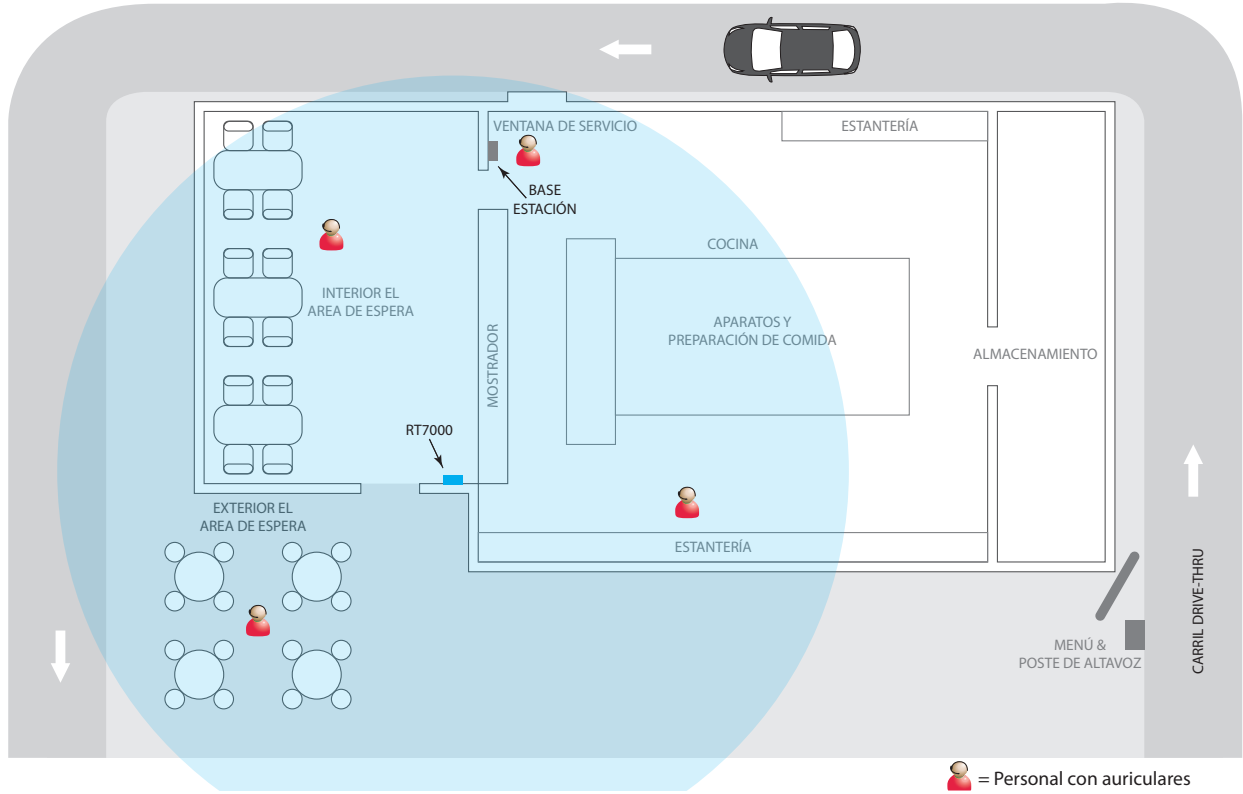 VENTANA DE SERVICIO
ESTANTERÍA
BASE
ESTACIÓN
COCINA
INTERIOR EL
AREA DE ESPERA
APARATOS Y
PREPARACIÓN DE COMIDA
ALMACENAMIENTO
MOSTRADOR
RT7000
EXTERIOR EL
AREA DE ESPERA
ESTANTERÍA
CARRIL DRIVE-THRU
MENÚ &
POSTE DE ALTAVOZ
= Personal con auriculares